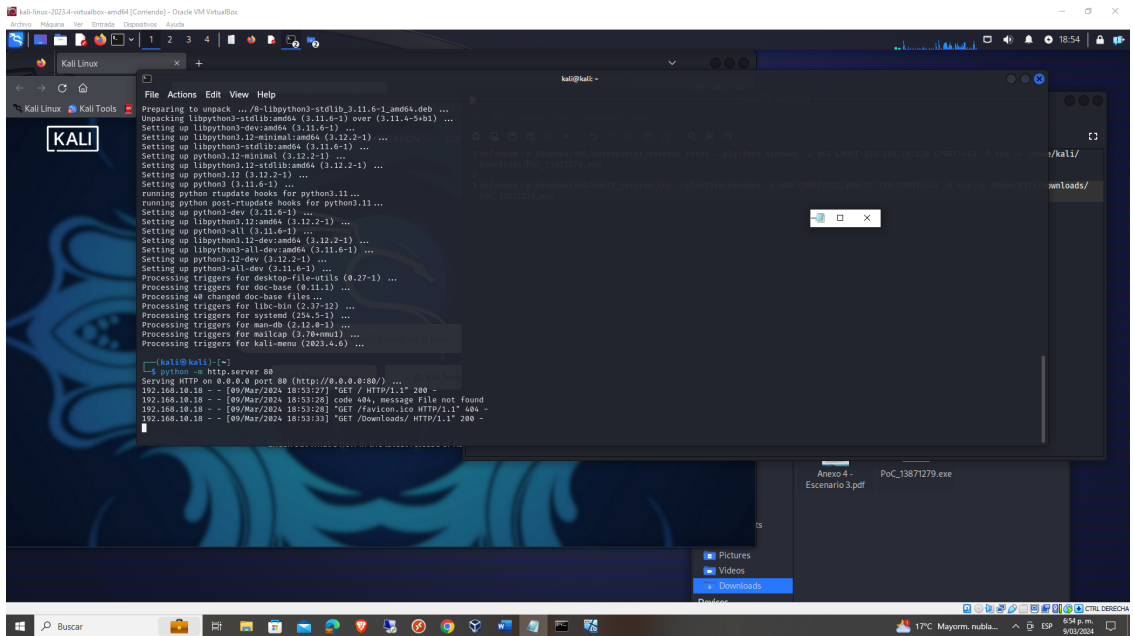 kali-linux-2023.4-virtualbox-amd64 [Corriendo] - Oracle VM VirtualBox
Archivo Máquina Ver Entrada Dispositivos Ayuda
1 2 3 4
18:54
Kali Linux
kali@kali: ~
Kali Linux
Kali Tools
KALI
File Actions Edit View Help
Preparing to unpack .../8-libpython3-stdlib_3.11.6-1_amd64.deb ...
Unpacking libpython3-stdlib:amd64 (3.11.6-1) over (3.11.4-5+b1) ...
Setting up libpython3-dev:amd64 (3.11.6-1) ...
Setting up libpython3.12-minimal:amd64 (3.12.2-1) ...
Setting up libpython3-stdlib:amd64 (3.11.6-1) ...
Setting up python3.12-minimal (3.12.2-1) ...
Setting up libpython3.12-stdlib:amd64 (3.12.2-1) ...
Setting up python3.12 (3.12.2-1) ...
Setting up python3 (3.11.6-1) ...
running python rtupdate hooks for python3.11...
running python post-rtupdate hooks for python3.11...
Setting up python3-dev (3.11.6-1) ...
Setting up libpython3.12:amd64 (3.12.2-1) ...
Setting up python3-all (3.11.6-1) ...
Setting up libpython3.12-dev:amd64 (3.12.2-1) ...
Setting up libpython3-all-dev:amd64 (3.11.6-1) ...
Setting up python3.12-dev (3.12.2-1) ...
Setting up python3-all-dev (3.11.6-1) ...
Processing triggers for desktop-file-utils (0.27-1) ...
Processing triggers for doc-base (0.11.1) ...
Processing 40 changed doc-base files...
Processing triggers for libc-bin (2.37-12) ...
Processing triggers for systemd (254.5-1) ...
Processing triggers for man-db (2.12.0-1) ...
Processing triggers for mailcap (3.70+nmu1) ...
Processing triggers for kali-menu (2023.4.6) ...
┌──(kali㉿kali)-[~]
└─$ python -m http.server 80
Serving HTTP on 0.0.0.0 port 80 (http://0.0.0.0:80/) ...
192.168.10.18 - - [09/Mar/2024 18:53:27] "GET / HTTP/1.1" 200 -
192.168.10.18 - - [09/Mar/2024 18:53:28] code 404, message File not found
192.168.10.18 - - [09/Mar/2024 18:53:28] "GET /favicon.ico HTTP/1.1" 404 -
192.168.10.18 - - [09/Mar/2024 18:53:33] "GET /Downloads/ HTTP/1.1" 200 -
e/kali/
wnloads/
Anexo 4 -
Escenario 3.pdf
PoC_13871279.exe
ts
Pictures
Videos
Downloads
CTRL DERECHA
Buscar
17°C Mayorm. nubla...
ESP
6:54 p. m.
9/03/2024